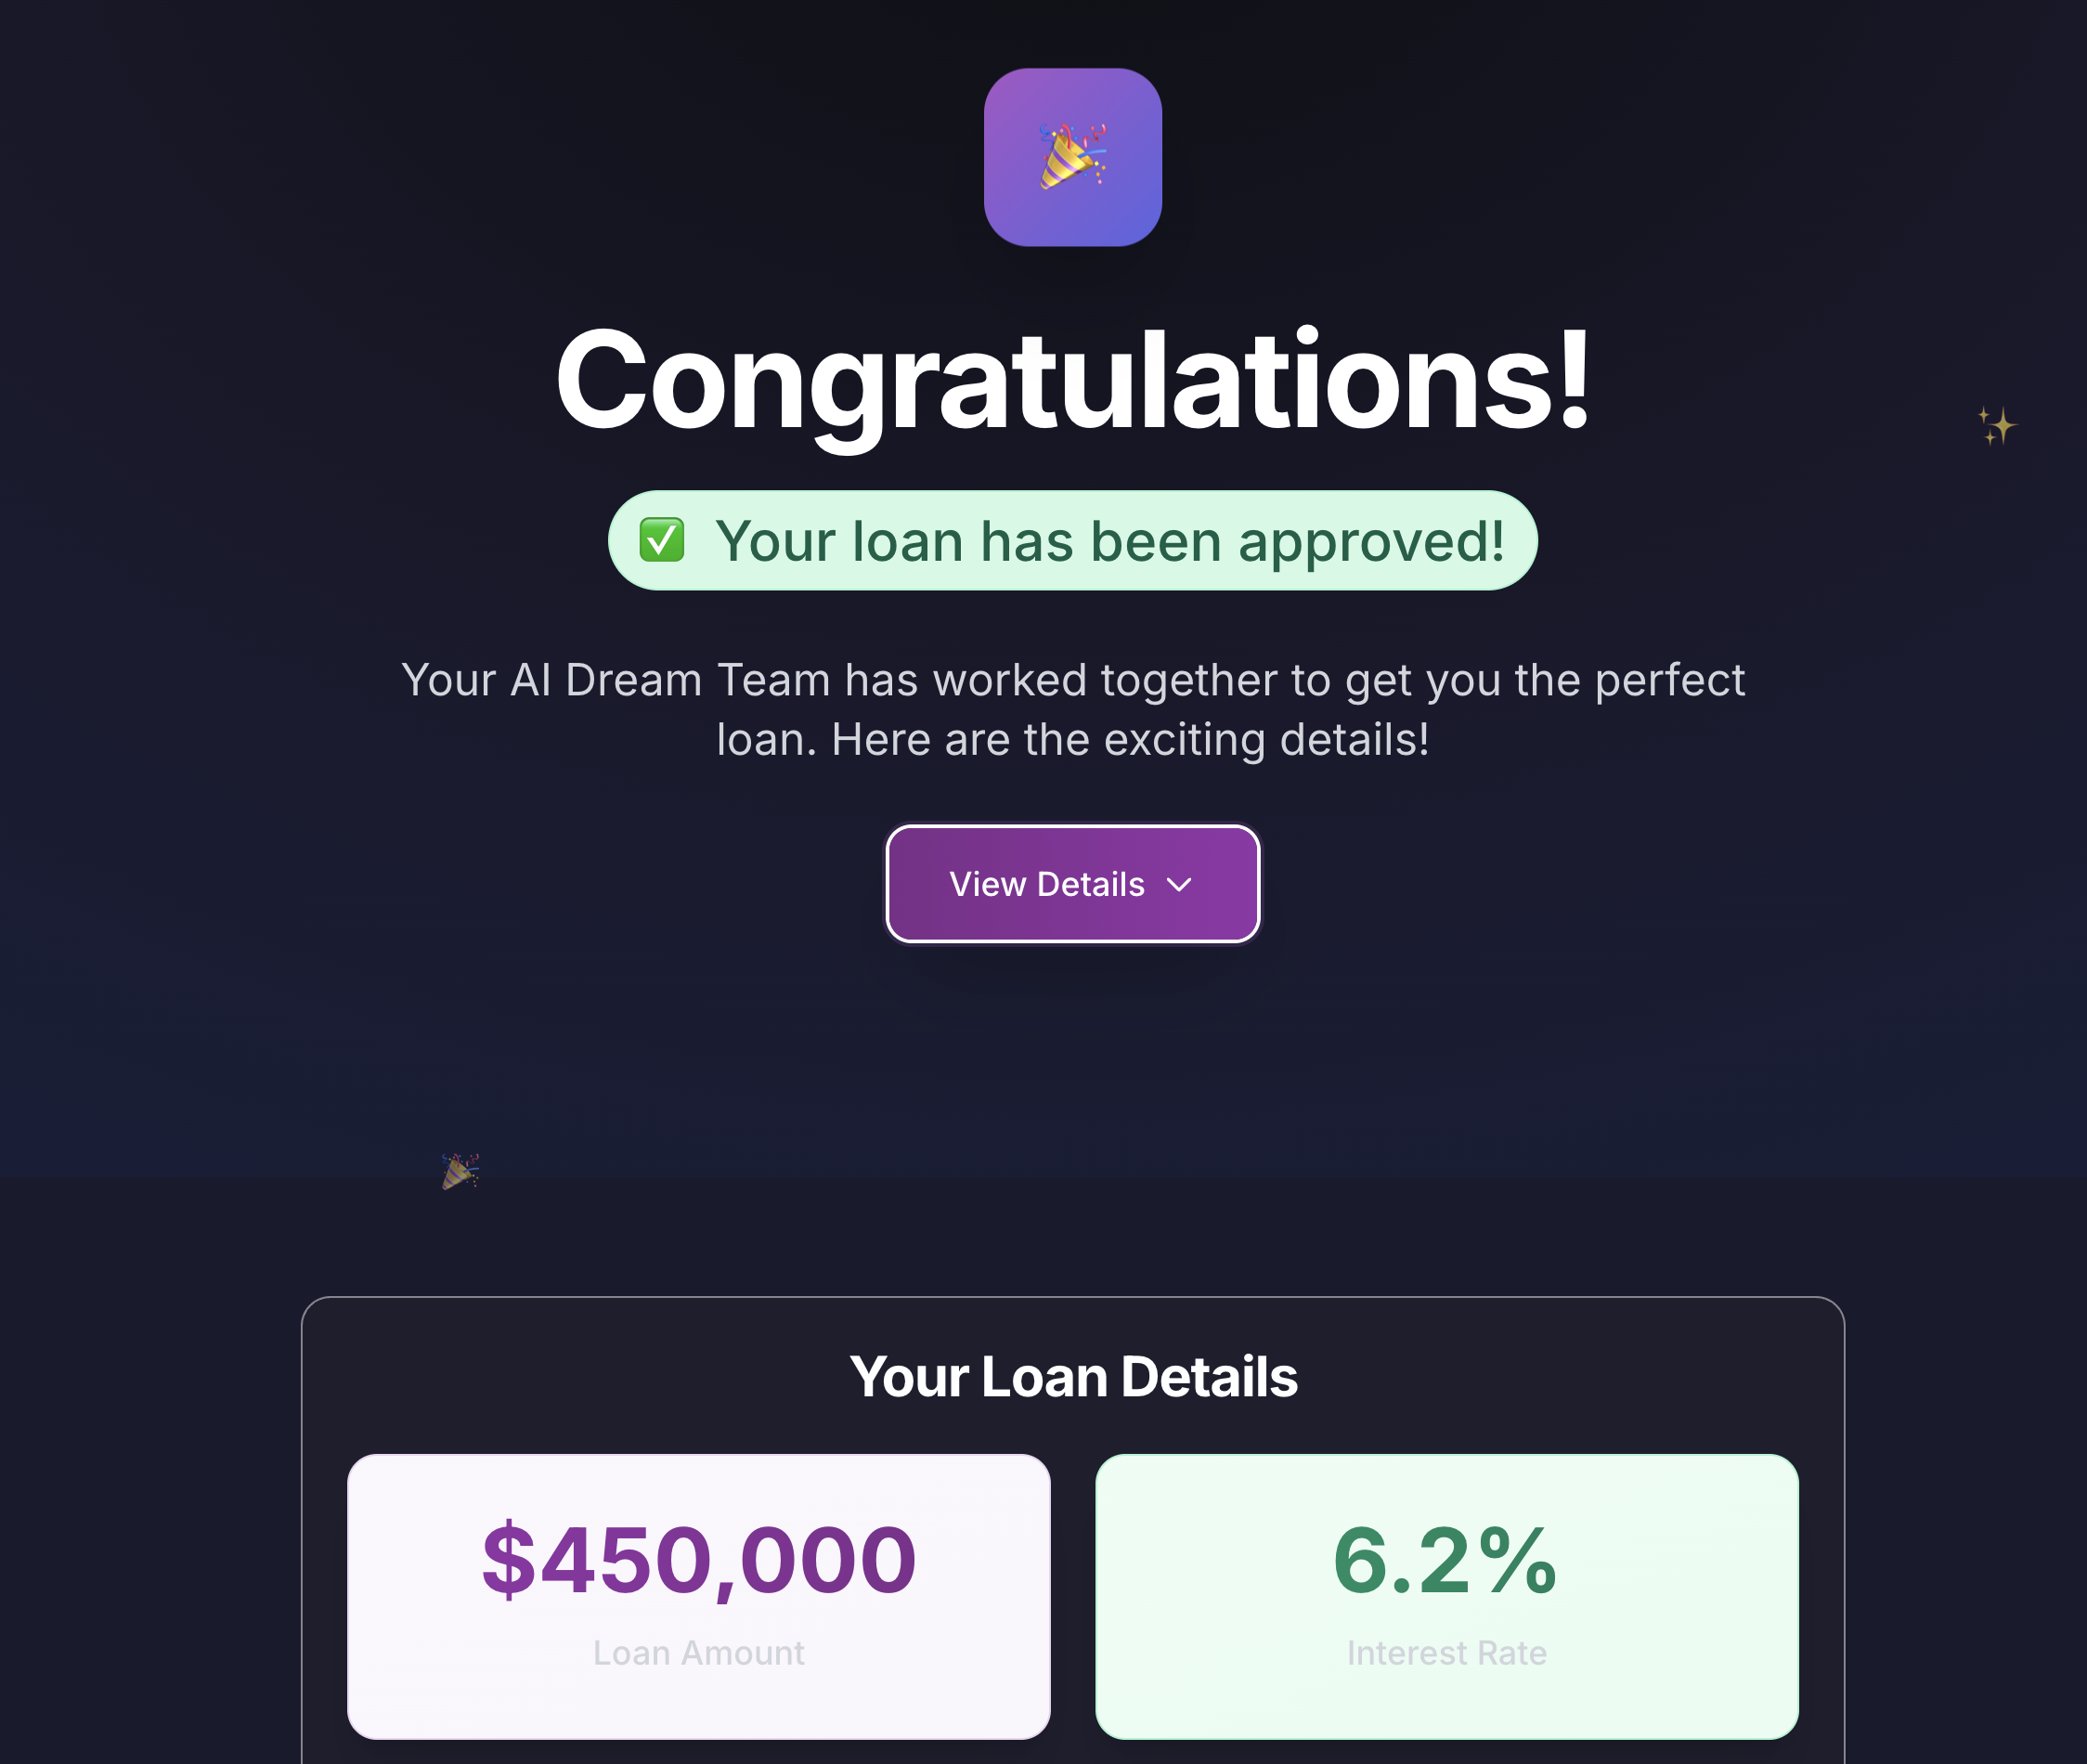 Congratulations!
Your loan has been approved!
Your AI Dream Team has worked together to get you the perfect
loan. Here are the exciting details!
View Details
Your Loan Details
$450,000
6.2%
Loan Amount
Interest Rate